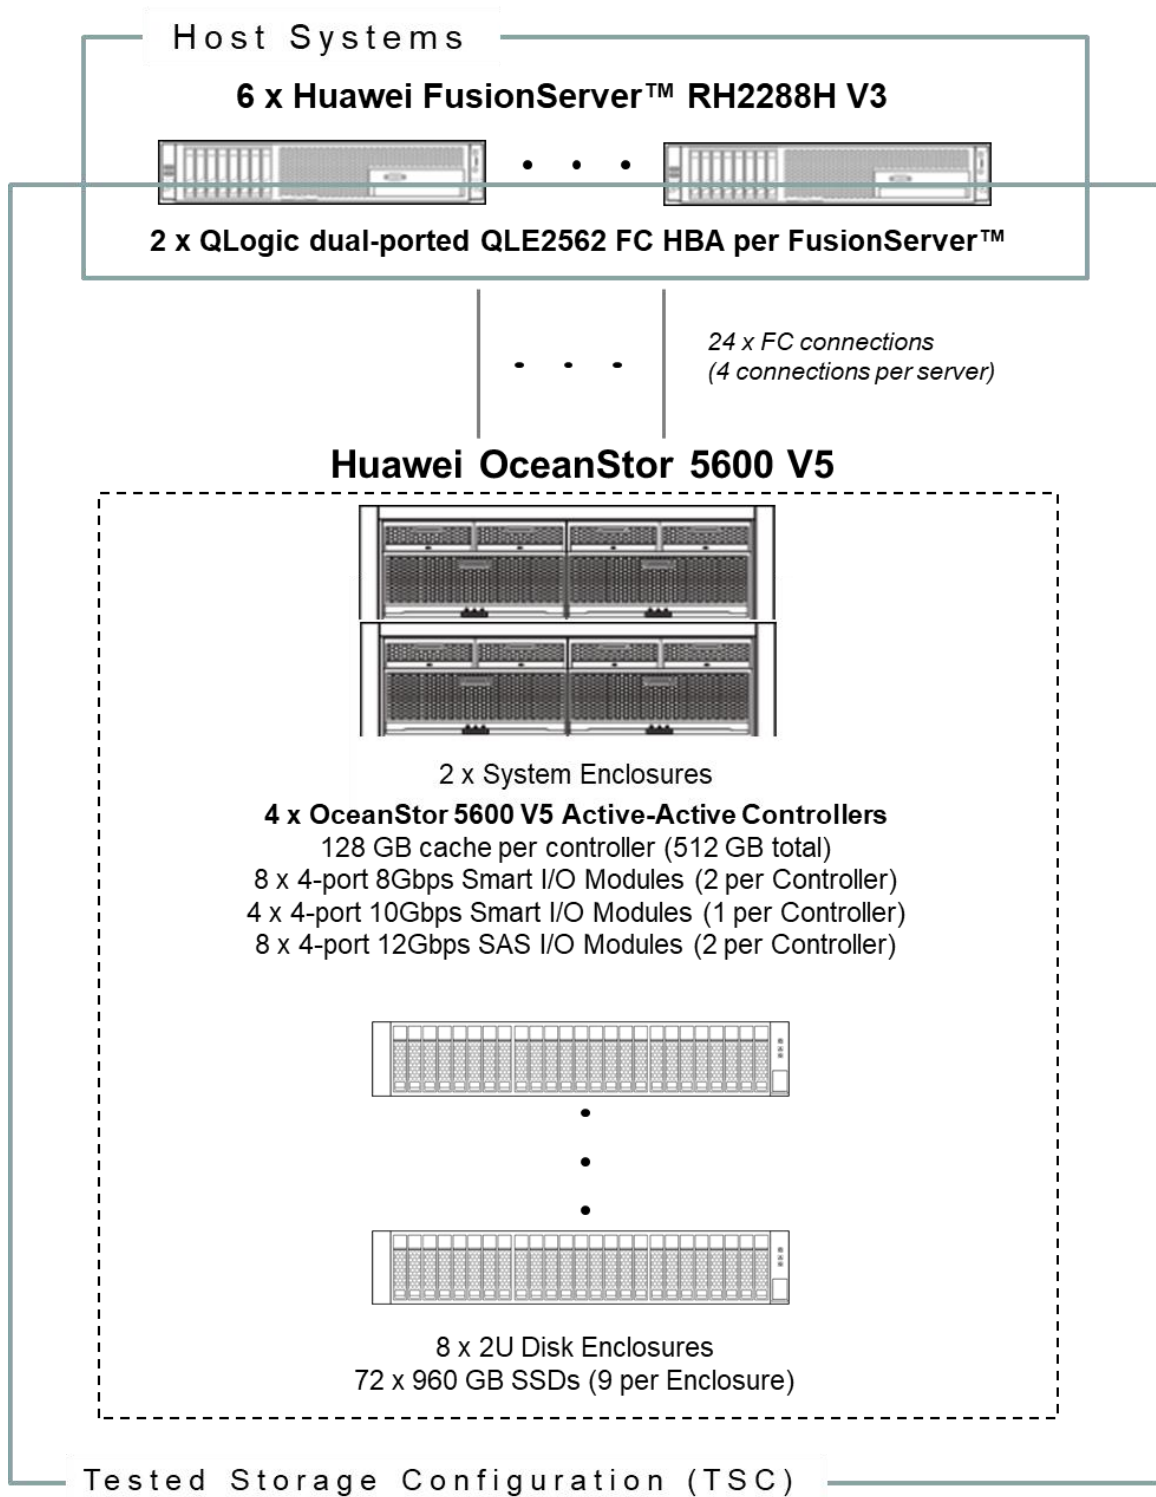 Host Systems
6 x Huawei FusionServer™ RH2288H V3
2 x QLogic dual-ported QLE2562 FC HBA per FusionServer™
24 x FC connections
(4 connections per server)
Huawei OceanStor 5600 V5
2 x System Enclosures
4 x OceanStor 5600 V5 Active-Active Controllers
128 GB cache per controller (512 GB total)
8 x 4-port 8Gbps Smart I/O Modules (2 per Controller)
4 x 4-port 10Gbps Smart I/O Modules (1 per Controller)
8 x 4-port 12Gbps SAS I/O Modules (2 per Controller)
8 x 2U Disk Enclosures
72 x 960 GB SSDs (9 per Enclosure)
Tested Storage Configuration (TSC)